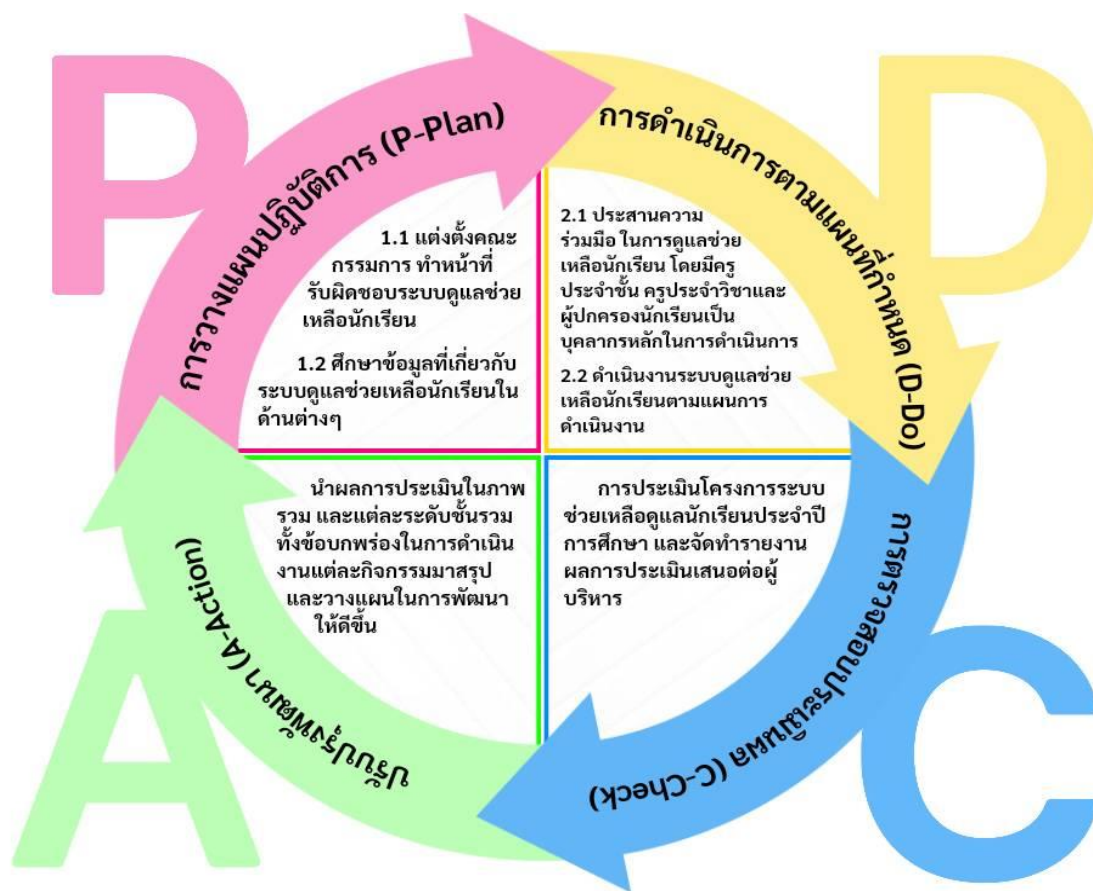 P
การวางแผนปฏิบัติการ (P-Plan)
1.1 แต่งตั้งคณะ
กรรมการ ทำหน้าที่
รับผิดชอบระบบดูแลช่วย
เหลือนักเรียน
1.2 ศึกษาข้อมูลที่เกี่ยวกับ
ระบบดูแลช่วยเหลือนักเรียนใน
ด้านต่างๆ
D
การดำเนินการตามแผนที่กำหนด (D-Do)
2.1 ประสานความ
ร่วมมือ ในการดูแลช่วย
เหลือนักเรียน โดยมีครู
ประจำชั้น ครูประจำวิชาและ
ผู้ปกครองนักเรียนเป็น
บุคลากรหลักในการดำเนินการ
2.2 ดำเนินงานระบบดูแลช่วย
เหลือนักเรียนตามแผนการ
ดำเนินงาน
C
การตรวจสอบประเมินผล (C-Check)
การประเมินโครงการระบบ
ช่วยเหลือดูแลนักเรียนประจำปี
การศึกษา และจัดทำรายงาน
ผลการประเมินเสนอต่อผู้
บริหาร
A
ปรับปรุงพัฒนา (A-Action)
นำผลการประเมินในภาพ
รวม และแต่ละระดับชั้นรวม
ทั้งข้อบกพร่องในการดำเนิน
งานแต่ละกิจกรรมมาสรุป
และวางแผนในการพัฒนา
ให้ดีขึ้น